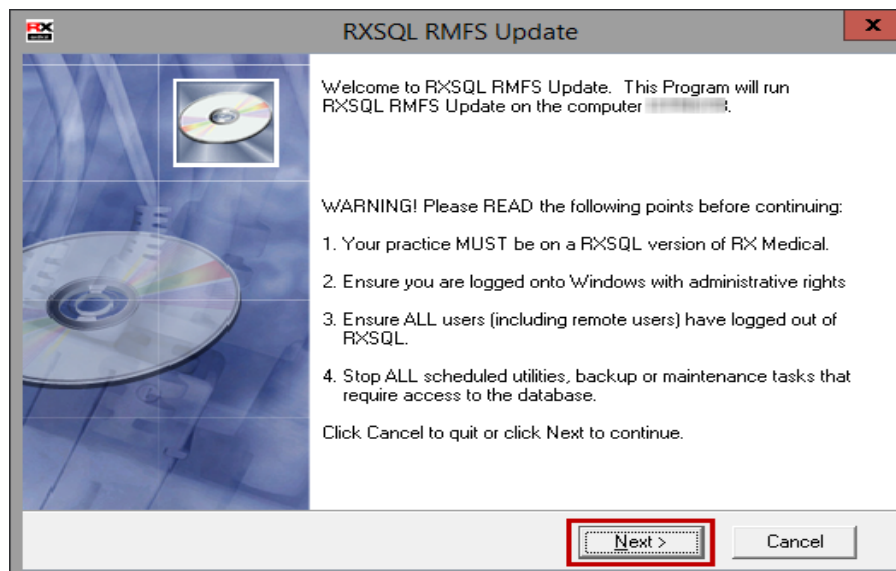 RX
RXSQL RMFS Update
x
Welcome to RXSQL RMFS Update. This Program will run
RXSQL RMFS Update on the computer
WARNING! Please READ the following points before continuing:
1. Your practice MUST be on a RXSQL version of RX Medical.
2. Ensure you are logged onto Windows with administrative rights
3. Ensure ALL users (including remote users) have logged out of
RXSQL.
4. Stop ALL scheduled utilities, backup or maintenance tasks that
require access to the database.
Click Cancel to quit or click Next to continue.
Next >
Cancel